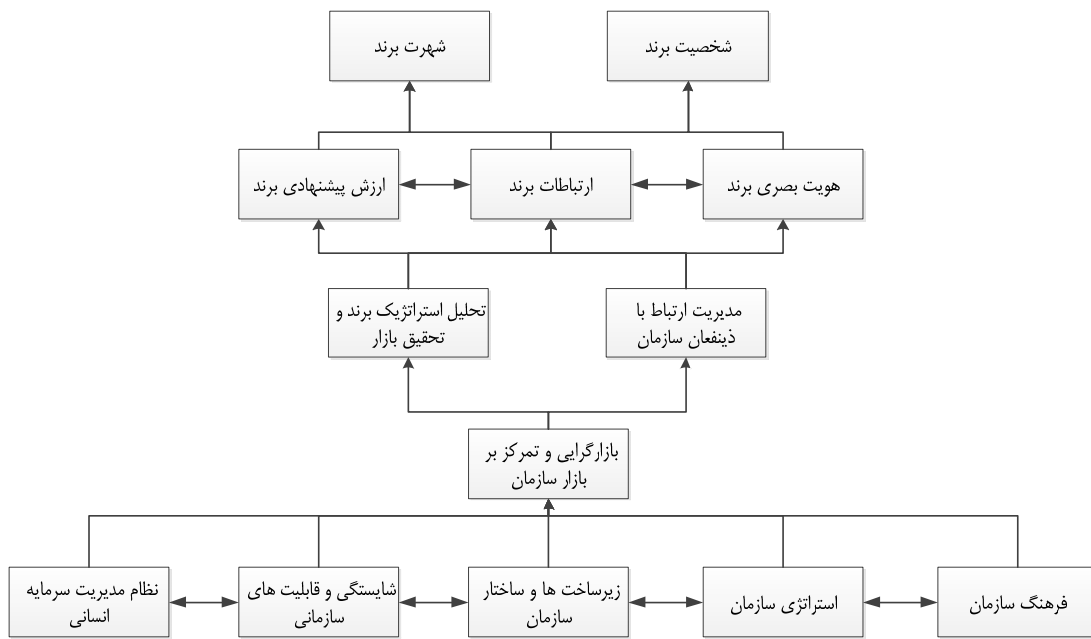 شخصیت برند
شهرت برند
هویت بصری برند
ارتباطات برند
ارزش پیشنهادی برند
مدیریت ارتباط با
ذینفعان سازمان
تحلیل استراتژیک برند و
تحقیق بازار
بازارگرایی و تمرکز بر
بازار سازمان
فرهنگ سازمان
استراتژی سازمان
زیرساخت ها و ساختار
سازمان
شایستگی و قابلیت های
سازمانی
نظام مدیریت سرمایه
انسانی